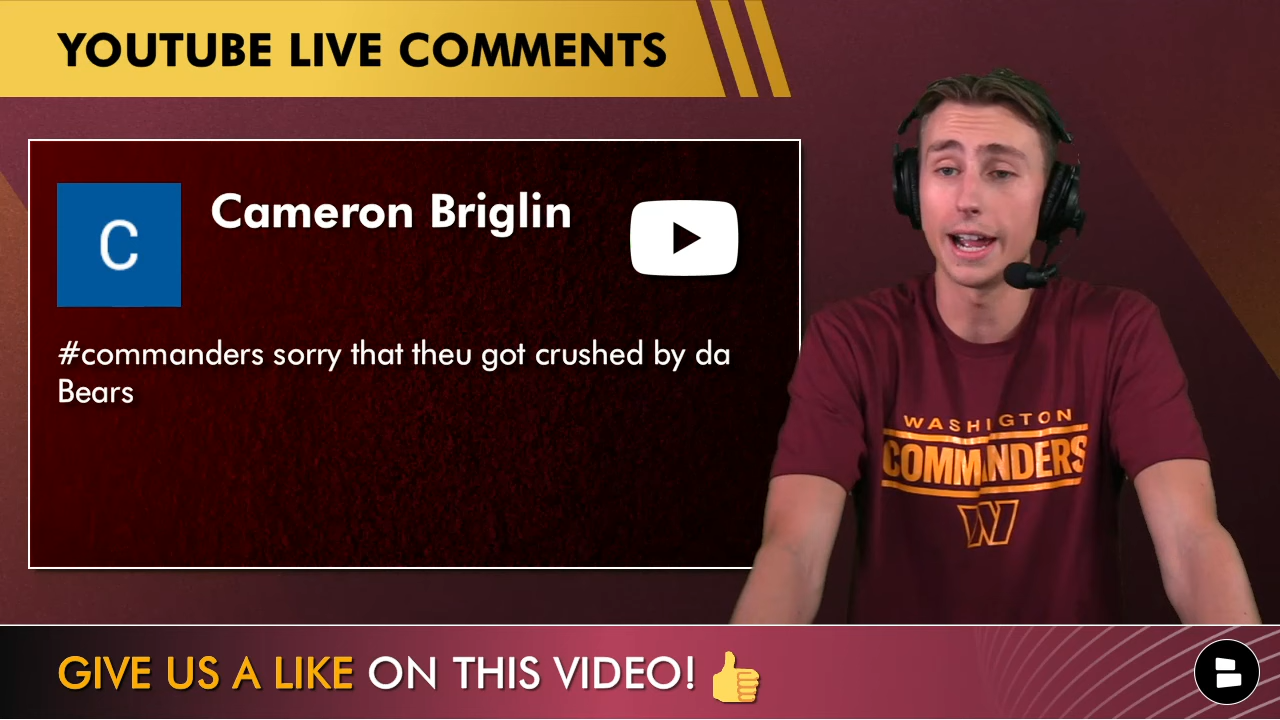 YOUTUBE LIVE COMMENTS
C
Cameron Briglin
#commanders sorry that theu got crushed by da
Bears
WASHIGTON
COMMANDERS
W
GIVE US A LIKE ON THIS VIDEO!